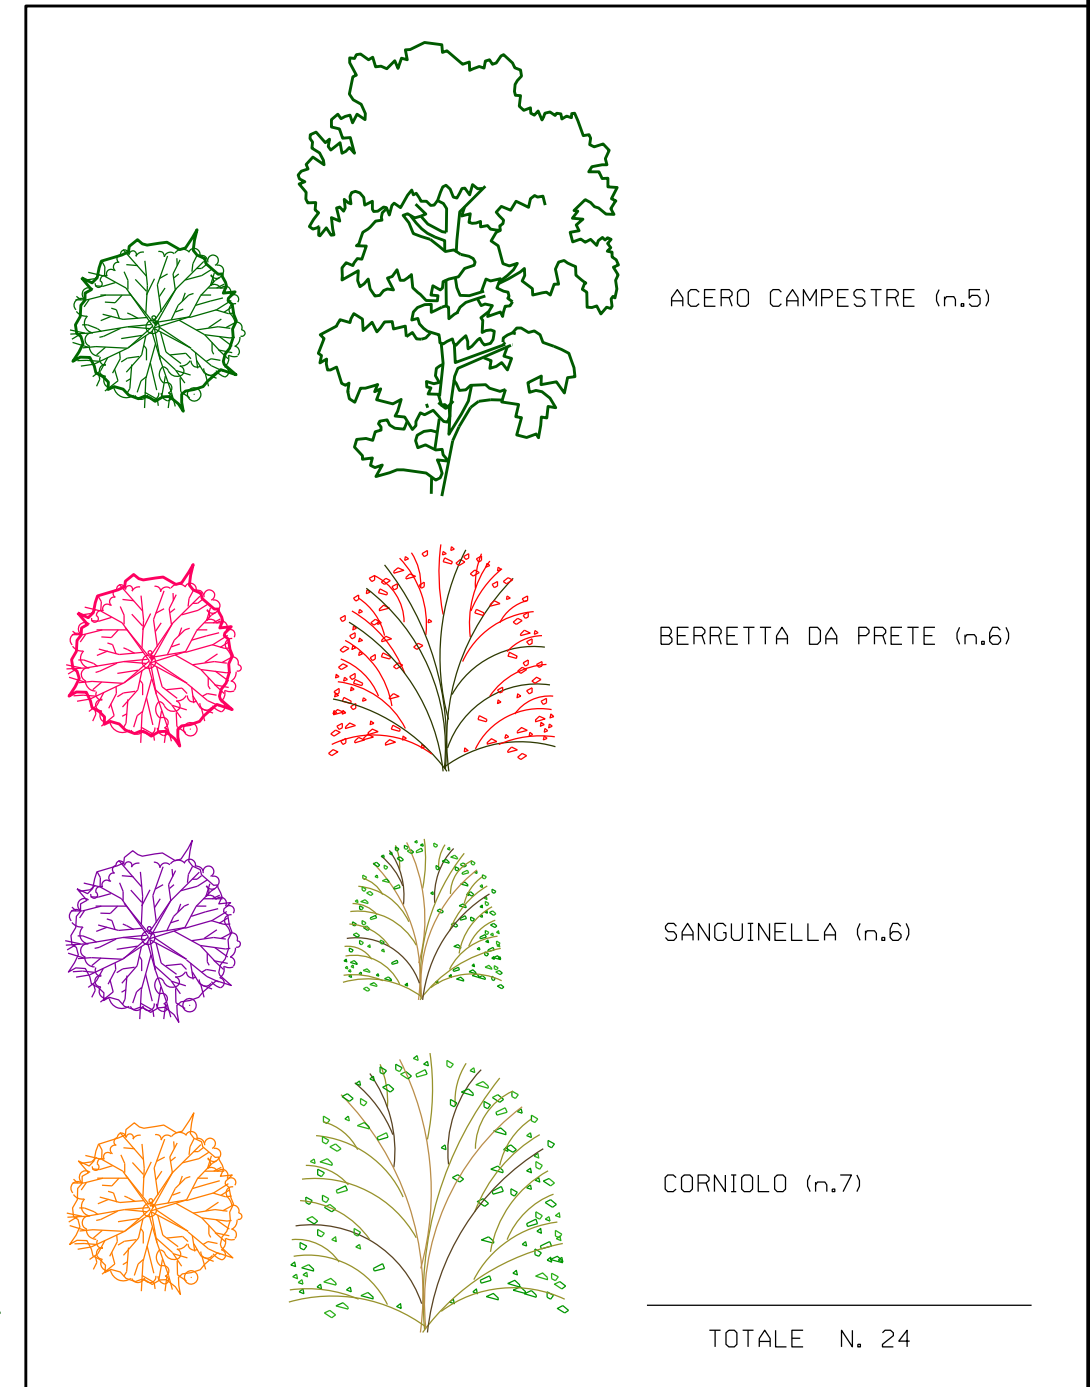 ACERO CAMPESTRE (n.5)
BERRETTA DA PRETE (n.6)
SANGUINELLA (n.6)
CORNIOLO (n.7)
TOTALE N. 24